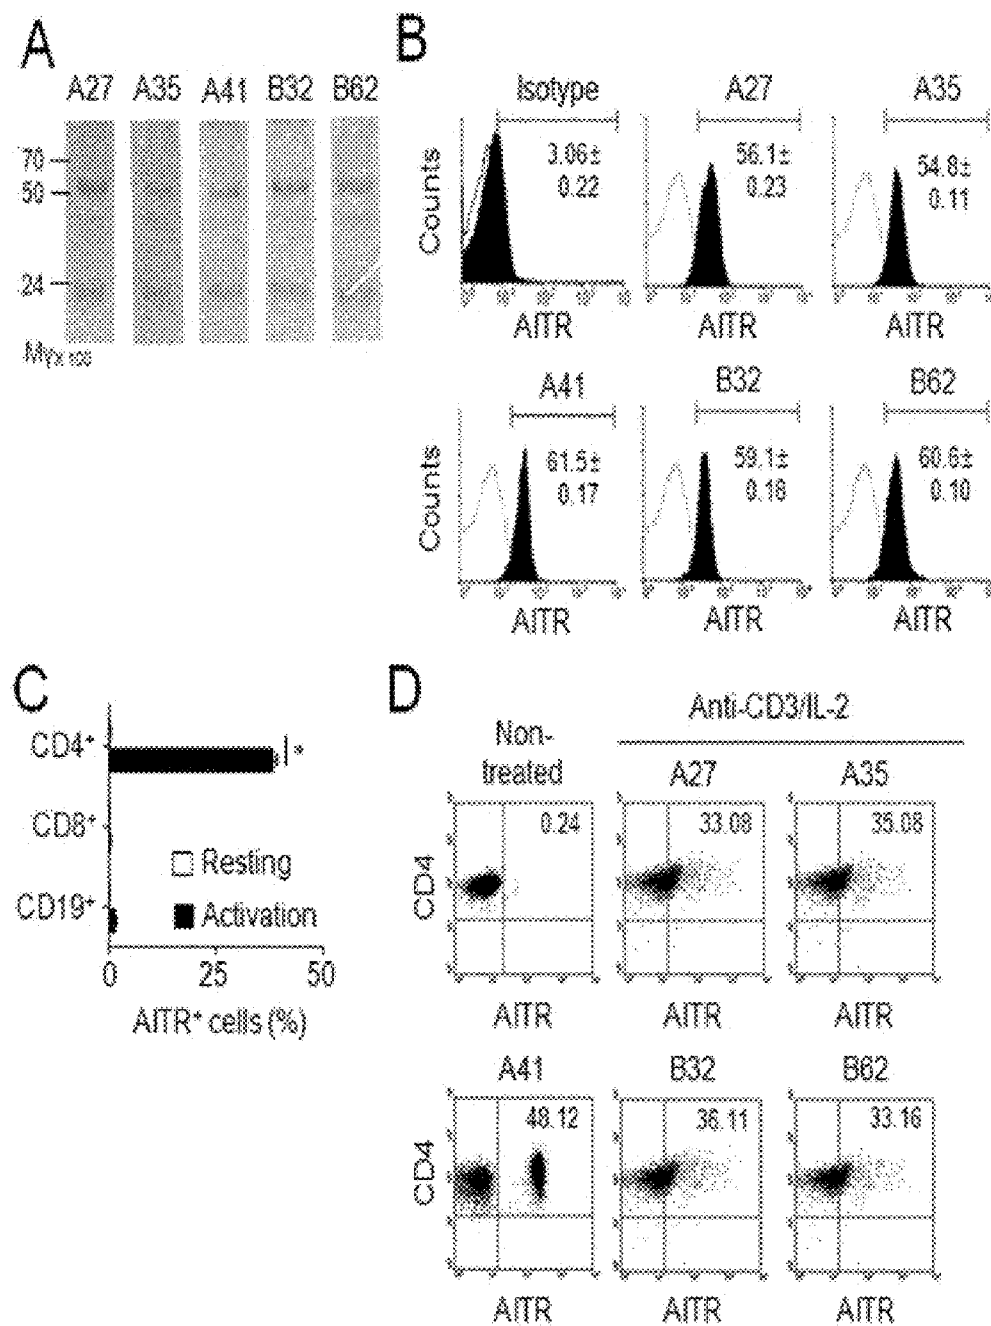 A
A27 A35 A41 B32 B62
70
50
24
B
Isotype
3.06±
0.22
Counts
AITR
A27
56.1±
0.23
AITR
A35
54.8±
0.11
AITR
A41
61.5±
0.17
Counts
AITR
B32
59.1±
0.18
AITR
B62
60.6±
0.10
AITR
C
CD4+
*
CD8+
CD19+
Resting
Activation
0 25 50
AITR+ cells (%)
D
Anti-CD3/IL-2
Non-
treated
0.24
CD4
AITR
A27
33.08
AITR
A35
35.08
AITR
A41
48.12
CD4
AITR
B32
36.11
AITR
B62
33.16
AITR